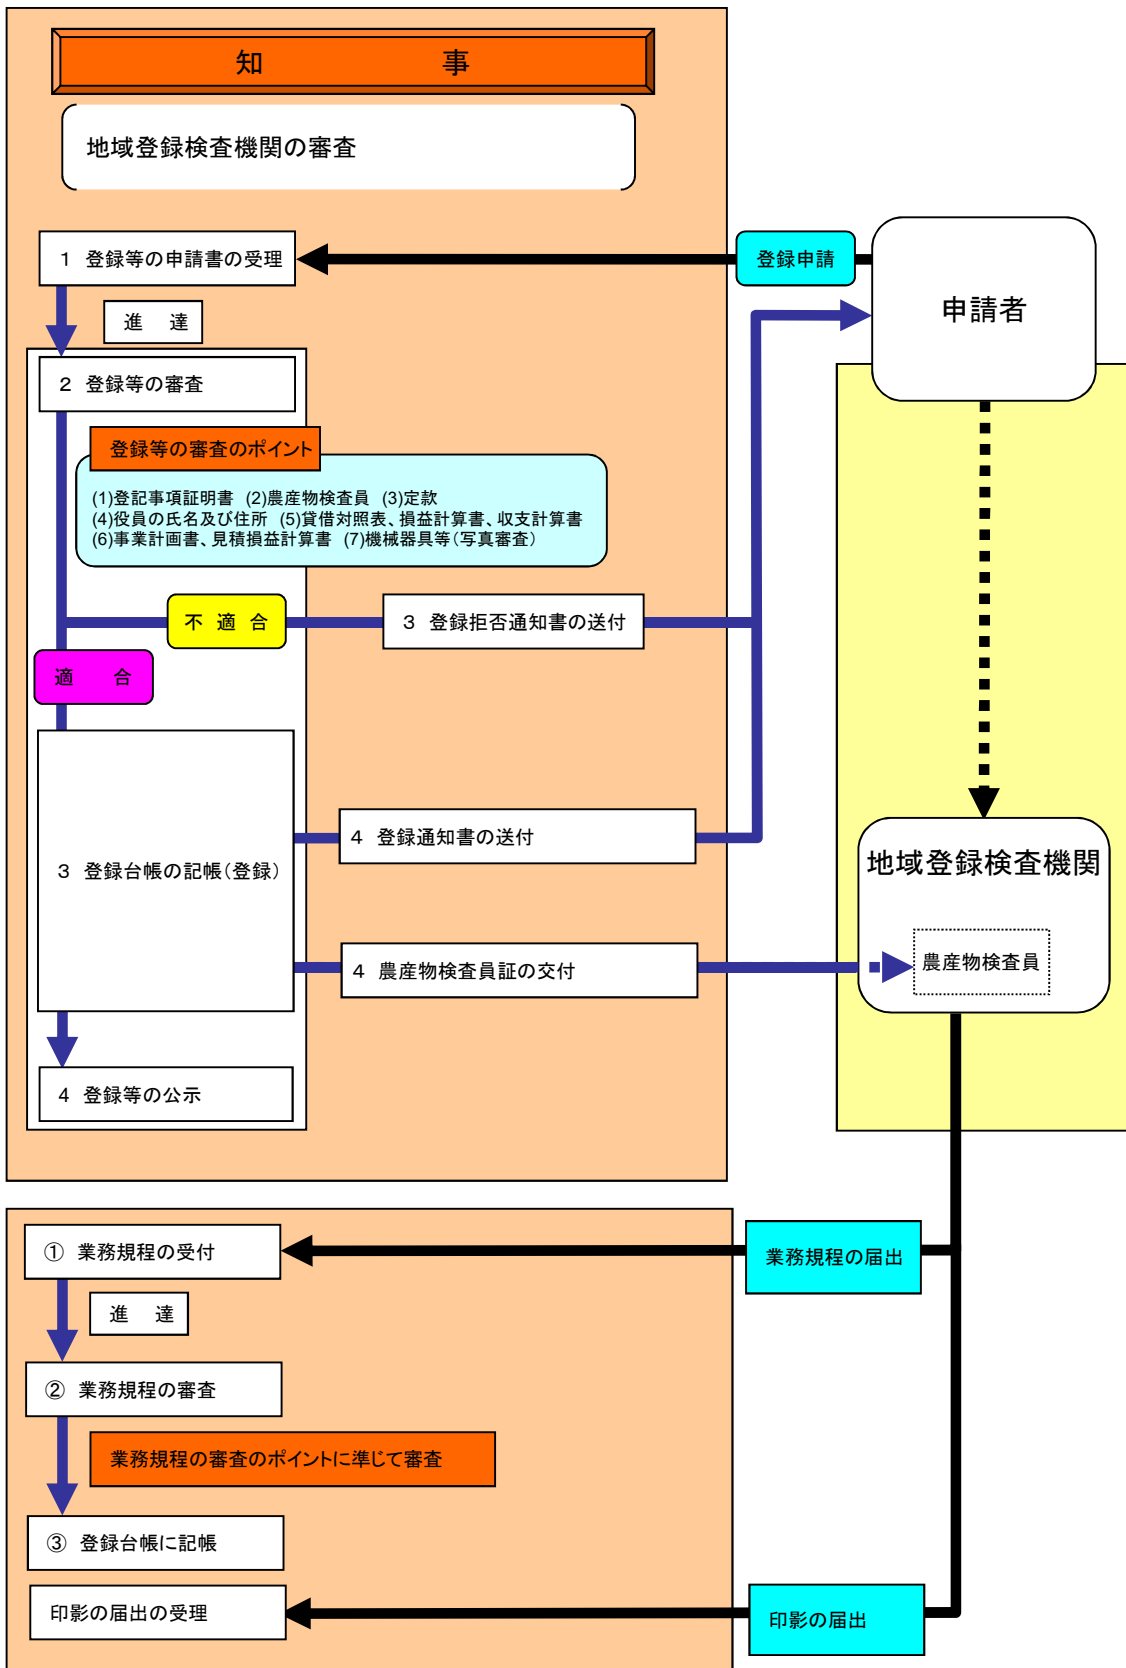 知　　事
地域登録検査機関の審査
1 登録等の申請書の受理
登録申請
申請者
進 達
2 登録等の審査
登録等の審査のポイント
(1)登記事項証明書 (2)農産物検査員 (3)定款
(4)役員の氏名及び住所 (5)貸借対照表、損益計算書、収支計算書
(6)事業計画書、見積損益計算書 (7)機械器具等(写真審査)
不 適 合
3 登録拒否通知書の送付
適 合
3 登録台帳の記帳(登録)
4 登録通知書の送付
地域登録検査機関
農産物検査員
4 農産物検査員証の交付
4 登録等の公示
① 業務規程の受付
業務規程の届出
進 達
② 業務規程の審査
業務規程の審査のポイントに準じて審査
③ 登録台帳に記帳
印影の届出の受理
印影の届出